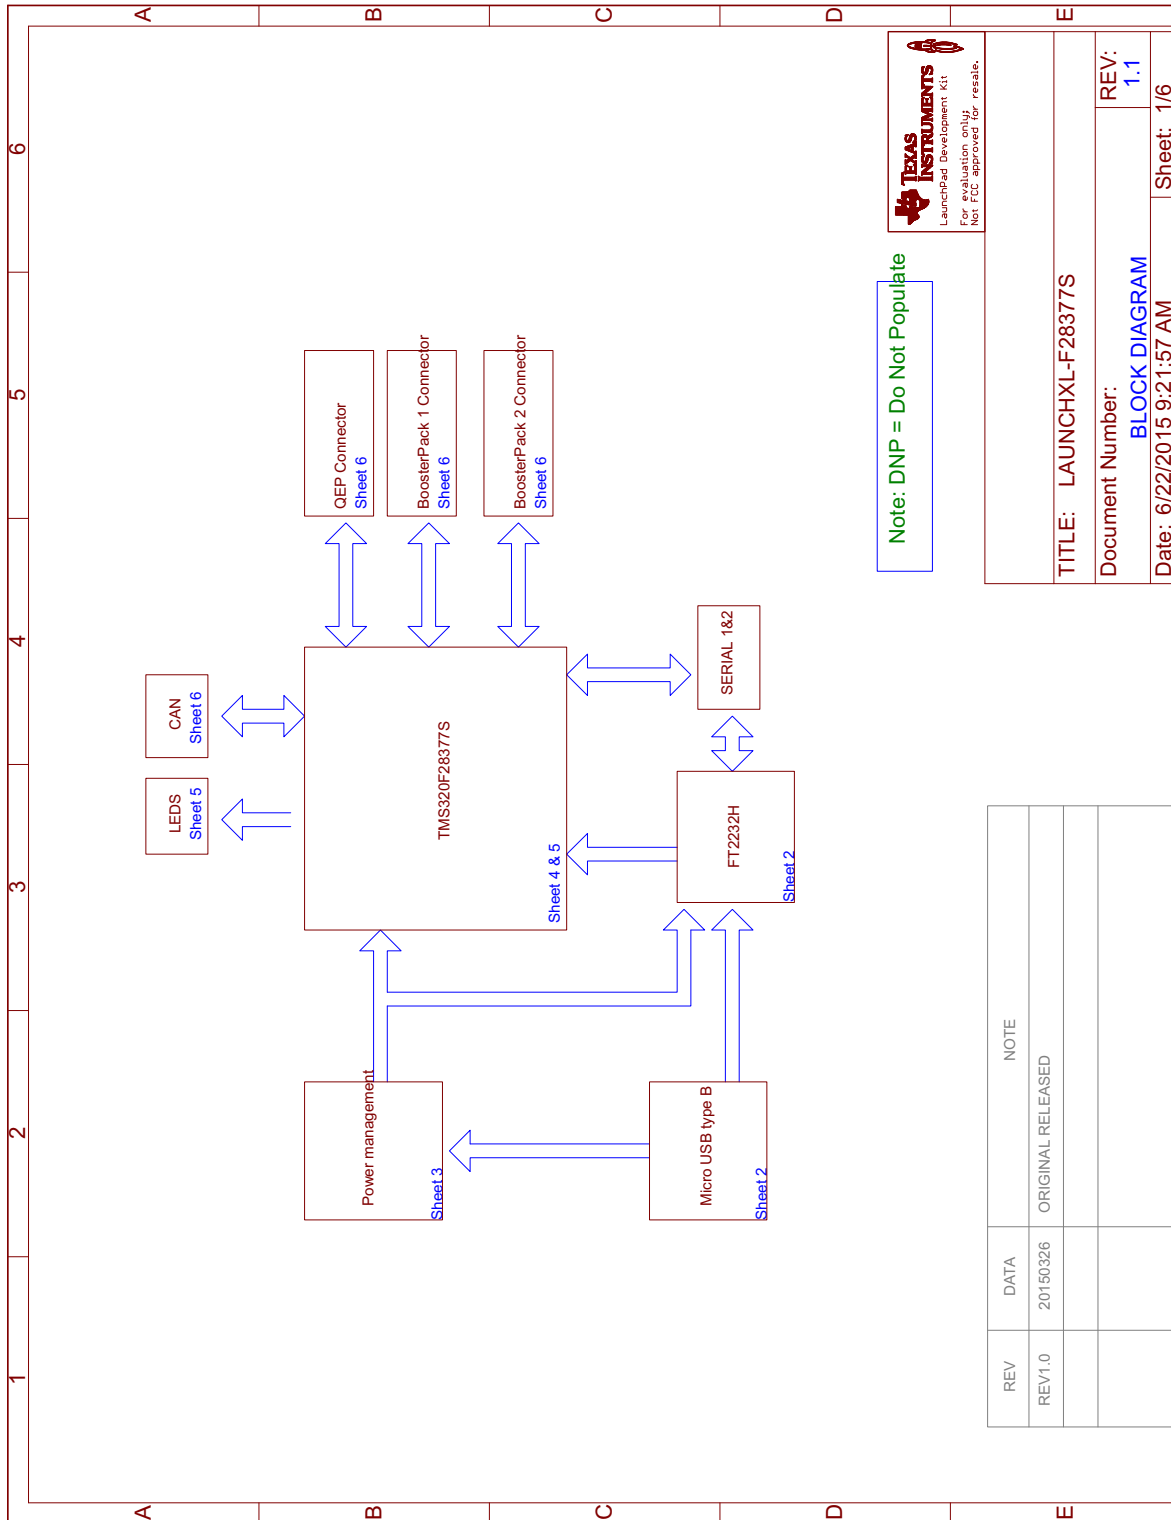 1
2
3
4
5
6
A
A
B
B
C
C
D
D
E
E
LEDS
Sheet 5
CAN
Sheet 6
Power management
Sheet 3
TMS320F28377S
Sheet 4 & 5
QEP Connector
Sheet 6
BoosterPack 1 Connector
Sheet 6
BoosterPack 2 Connector
Sheet 6
Micro USB type B
Sheet 2
FT2232H
Sheet 2
SERIAL 1&2
Note: DNP = Do Not Populate
TEXAS
INSTRUMENTS
LaunchPad Development Kit
For evaluation only;
Not FCC approved for resale.
REV DATA NOTE
REV1.0 20150326 ORIGINAL RELEASED
TITLE: LAUNCHXL-F28377S
Document Number:
BLOCK DIAGRAM
REV:
1.1
Date: 6/22/2015 9:21:57 AM
Sheet: 1/6